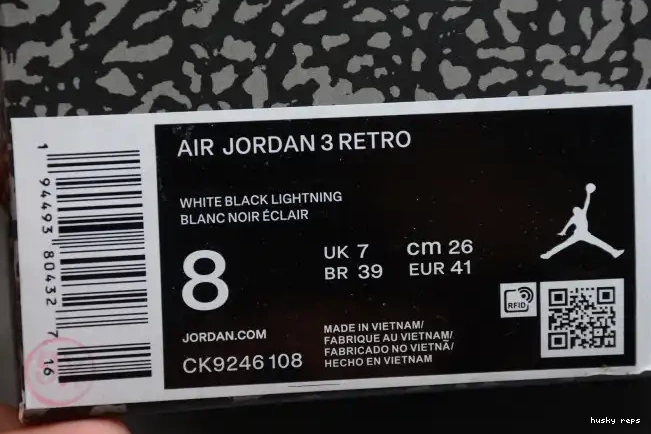 AIR JORDAN 3 RETRO
WHITE BLACK LIGHTNING
BLANC NOIR ÉCLAIR
8
UK 7
cm 26
BR 39
EUR 41
JORDAN.COM
CK9246 108
MADE IN VIETNAM/
FABRIQUE AU VIETNAM/
FABRICADO NO VIETNÃ/
HECHO EN VIETNAM
RFID
1 94493 80432 7
16
husky reps